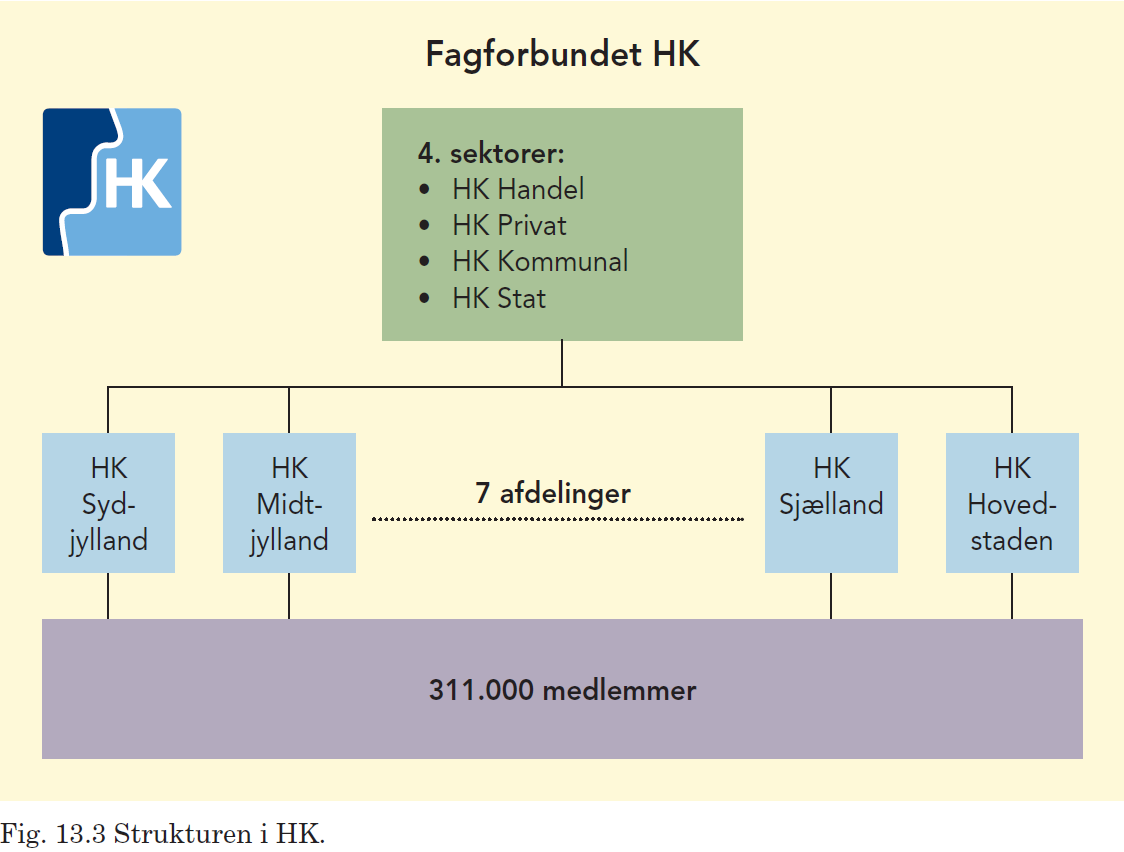 Fagforbundet HK
HK
4. sektorer:
• HK Handel
• HK Privat
• HK Kommunal
• HK Stat
HK
Syd-
jylland
HK
Midt-
jylland
7 afdelinger
HK
Sjælland
HK
Hoved-
staden
311.000 medlemmer
Fig. 13.3 Strukturen i HK.